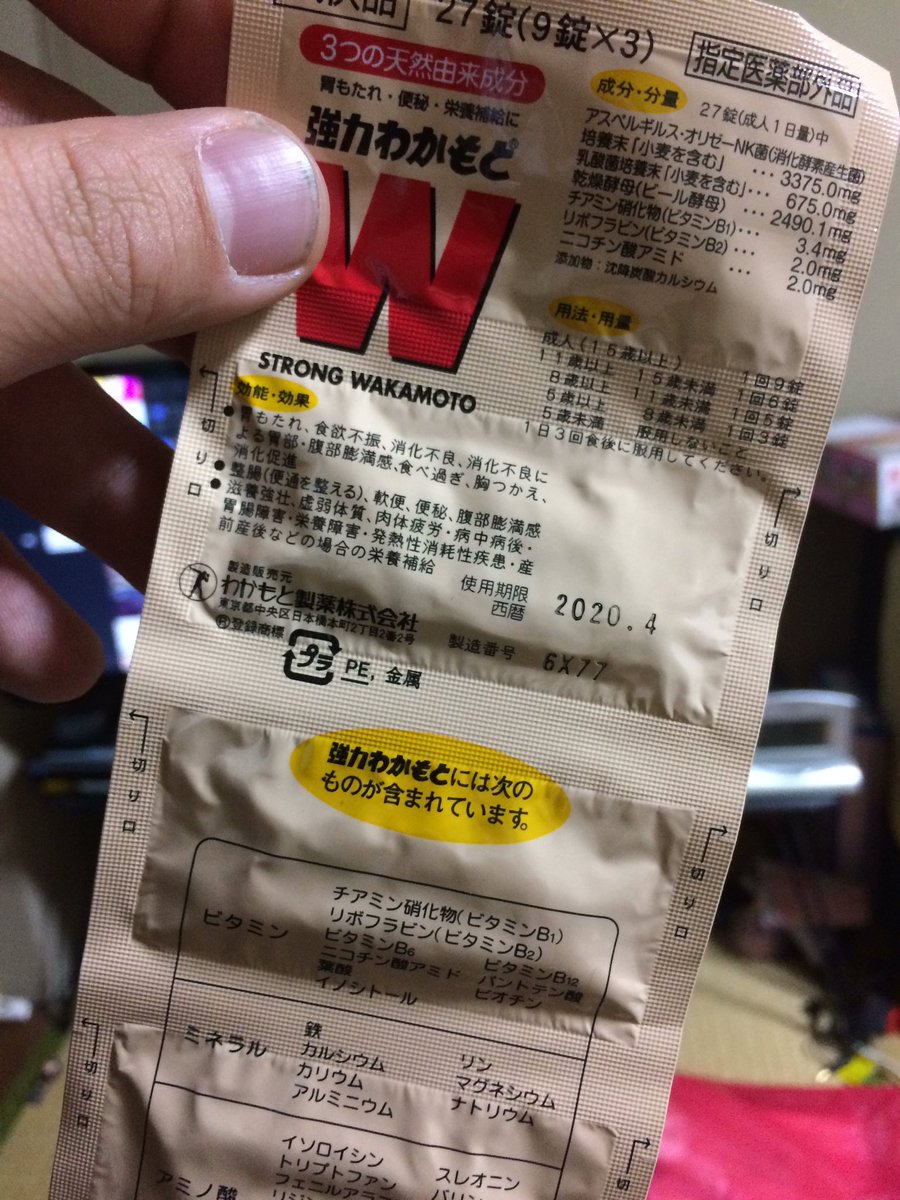 27錠(9錠×3)
指定医薬部外品
3つの天然由来成分
胃もたれ・便秘・栄養補給に
強力わかもと
W
STRONG WAKAMOTO
成分・分量
27錠(成人1日量)中
アスペルギルス・オリゼーNK菌(消化酵素産生菌)
培養末「小麦を含む」 ･･･ 3375.0mg
乳酸菌培養末「小麦を含む」･･･ 675.0mg
乾燥酵母(ビール酵母) ･･･ 2490.1mg
チアミン硝化物(ビタミンB1)･･･ 3.4mg
リボフラビン(ビタミンB2)･･･ 2.0mg
ニコチン酸アミド ･･･ 2.0mg
添加物：沈降炭酸カルシウム
用法・用量
成人(15歳以上) 1回9錠
11歳以上 15歳未満 1回6錠
8歳以上 11歳未満 1回5錠
5歳以上 8歳未満 1回3錠
5歳未満 服用しないこと
1日3回食後に服用してください。
効能・効果
●胃もたれ、食欲不振、消化不良、消化不良に
よる胃部・腹部膨満感、食べ過ぎ、胸つかえ、
消化促進
●整腸(便通を整える)、軟便、便秘、腹部膨満感
●滋養強壮、虚弱体質、肉体疲労・病中病後・
胃腸障害・栄養障害・発熱性消耗性疾患・産
前産後などの場合の栄養補給
切り口
切り口
製造販売元
わかもと製薬株式会社
東京都中央区日本橋本町2丁目2番2号
®登録商標
使用期限
西暦 2020.4
製造番号 6X77
プラ PE, 金属
切り口
切り口
強力わかもとには次の
ものが含まれています。
ビタミン
チアミン硝化物(ビタミンB1)
リボフラビン(ビタミンB2)
ビタミンB6 ビタミンB12
ニコチン酸アミド パントテン酸
葉酸 ビオチン
イノシトール
ミネラル
鉄 リン
カルシウム マグネシウム
カリウム ナトリウム
アルミニウム
切り口
アミノ酸
イソロイシン スレオニン
トリプトファン バリン